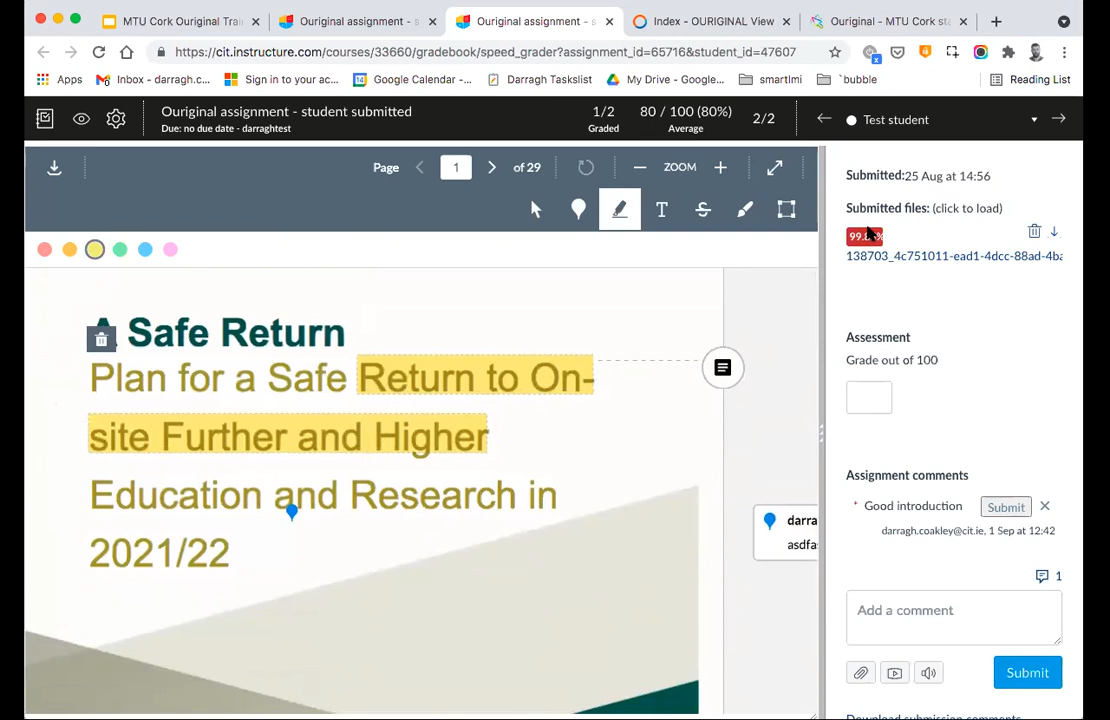 MTU Cork Ouriginal Trai
Ouriginal assignment - s
Ouriginal assignment - s
Index - OURIGINAL View
Ouriginal - MTU Cork st
https://cit.instructure.com/courses/33660/gradebook/speed_grader?assignment_id=65716&student_id=47607
Apps
Inbox - darragh.c...
Sign in to your ac...
Google Calendar -...
Darragh Tasklist
My Drive - Google...
smartlmi
`bubble
Reading List
Ouriginal assignment - student submitted
Due: no due date - darraghtest
1/2
Graded
80 / 100 (80%)
Average
2/2
Test student
Page 1 of 29
ZOOM
Submitted: 25 Aug at 14:56
Submitted files: (click to load)
138703_4c751011-ead1-4dcc-88ad-4ba
A Safe Return
Plan for a Safe Return to On-
site Further and Higher
Education and Research in
2021/22
darra
asdfas
Assessment
Grade out of 100
Assignment comments
* Good introduction
Submit
darragh.coakley@cit.ie, 1 Sep at 12:42
1
Add a comment
Submit
Download submission comments